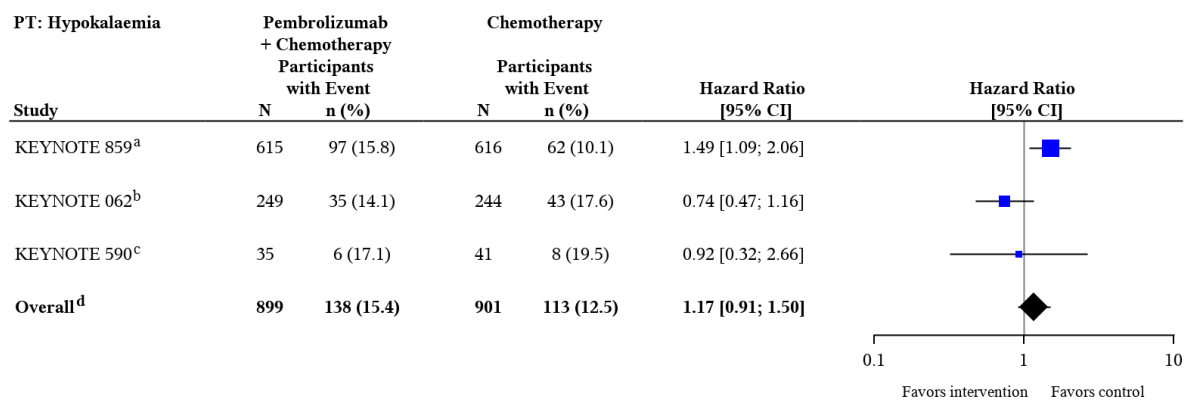 PT: Hypokalaemia Pembrolizumab Chemotherapy
+ Chemotherapy
Participants Participants
with Event with Event Hazard Ratio Hazard Ratio
Study N n (%) N n (%) [95% CI] [95% CI]
KEYNOTE 859a 615 97 (15.8) 616 62 (10.1) 1.49 [1.09; 2.06]
KEYNOTE 062b 249 35 (14.1) 244 43 (17.6) 0.74 [0.47; 1.16]
KEYNOTE 590c 35 6 (17.1) 41 8 (19.5) 0.92 [0.32; 2.66]
Overalld 899 138 (15.4) 901 113 (12.5) 1.17 [0.91; 1.50]
0.1 1 10
Favors intervention Favors control